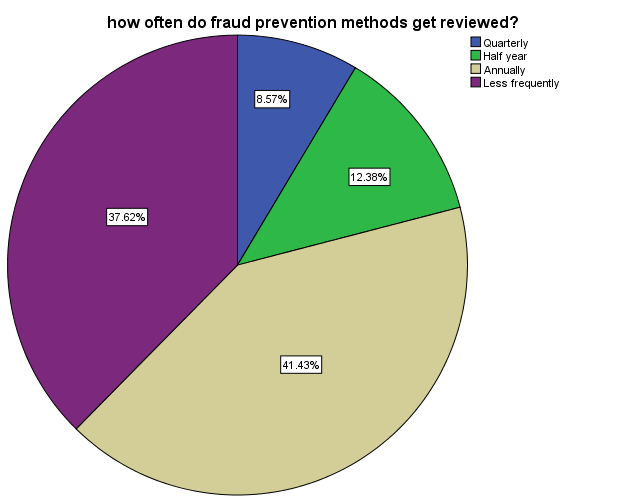 how often do fraud prevention methods get reviewed?
Quarterly
Half year
Annually
Less frequently
8.57%
12.38%
37.62%
41.43%